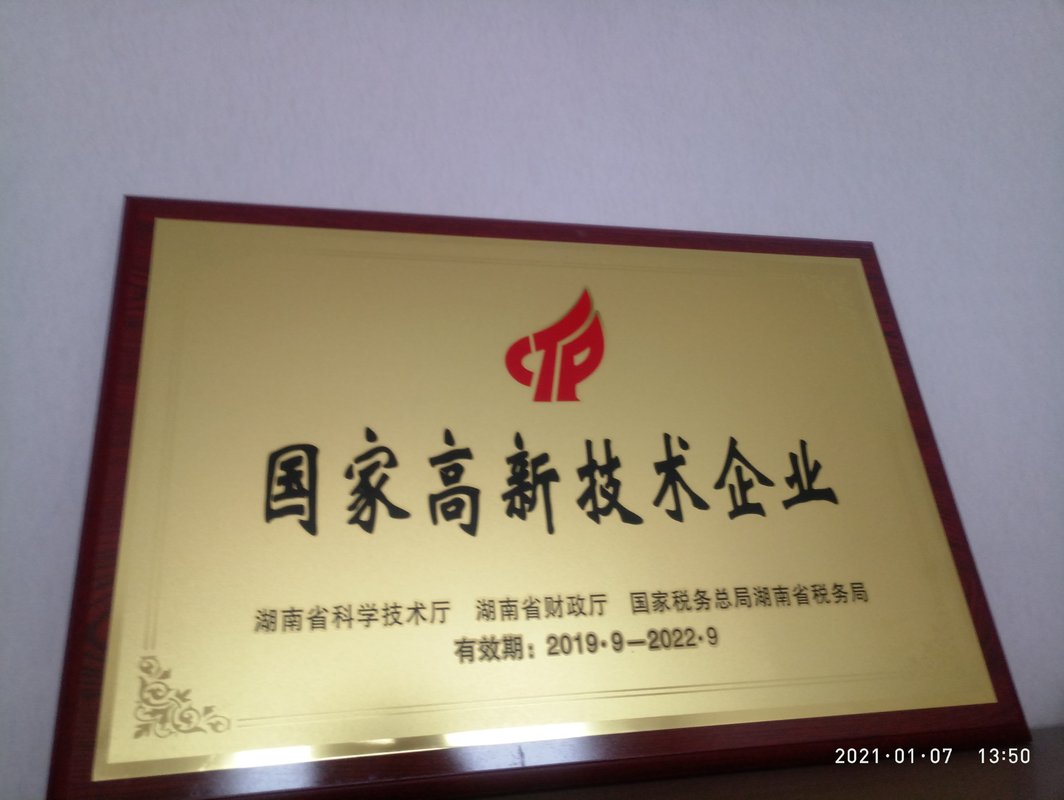 CTP
国家高新技术企业
湖南省科学技术厅 湖南省财政厅 国家税务总局湖南省税务局
有效期：2019·9—2022·9
2021·01·07 13:50